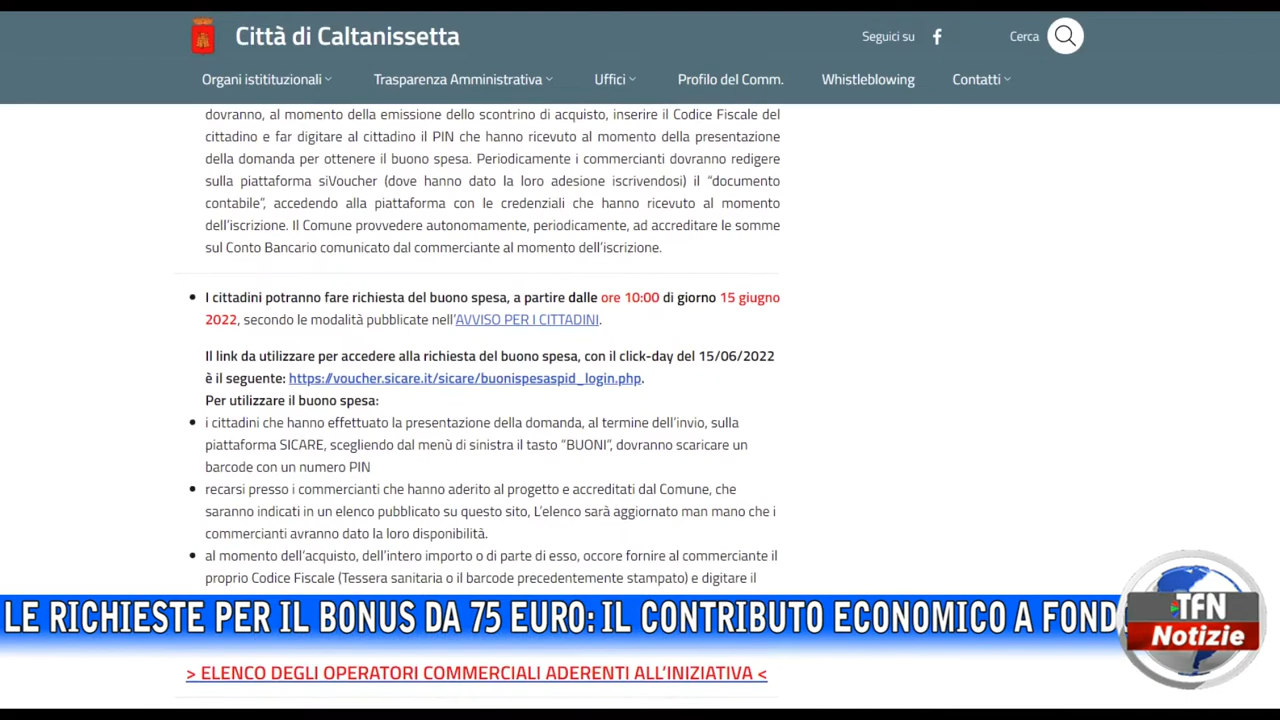 Città di Caltanissetta
Seguici su
Cerca
Organi istitituzionali
Trasparenza Amministrativa
Uffici
Profilo del Comm.
Whistleblowing
Contatti
dovranno, al momento della emissione dello scontrino di acquisto, inserire il Codice Fiscale del
cittadino e far digitare al cittadino il PIN che hanno ricevuto al momento della presentazione
della domanda per ottenere il buono spesa. Periodicamente i commercianti dovranno redigere
sulla piattaforma siVoucher (dove hanno dato la loro adesione iscrivendosi) il “documento
contabile”, accedendo alla piattaforma con le credenziali che hanno ricevuto al momento
dell’iscrizione. Il Comune provvedere autonomamente, periodicamente, ad accreditare le somme
sul Conto Bancario comunicato dal commerciante al momento dell’iscrizione.
I cittadini potranno fare richiesta del buono spesa, a partire dalle ore 10:00 di giorno 15 giugno
2022, secondo le modalità pubblicate nell’AVVISO PER I CITTADINI.
Il link da utilizzare per accedere alla richiesta del buono spesa, con il click-day del 15/06/2022
è il seguente: https://voucher.sicare.it/sicare/buonispesaspid_login.php.
Per utilizzare il buono spesa:
i cittadini che hanno effettuato la presentazione della domanda, al termine dell’invio, sulla
piattaforma SICARE, scegliendo dal menù di sinistra il tasto “BUONI”, dovranno scaricare un
barcode con un numero PIN
recarsi presso i commercianti che hanno aderito al progetto e accreditati dal Comune, che
saranno indicati in un elenco pubblicato su questo sito, L’elenco sarà aggiornato man mano che i
commercianti avranno dato la loro disponibilità.
al momento dell’acquisto, dell’intero importo o di parte di esso, occore fornire al commerciante il
proprio Codice Fiscale (Tessera sanitaria o il barcode precedentemente stampato) e digitare il
LE RICHIESTE PER IL BONUS DA 75 EURO: IL CONTRIBUTO ECONOMICO A FOND
TFN
Notizie
> ELENCO DEGLI OPERATORI COMMERCIALI ADERENTI ALL’INIZIATIVA <